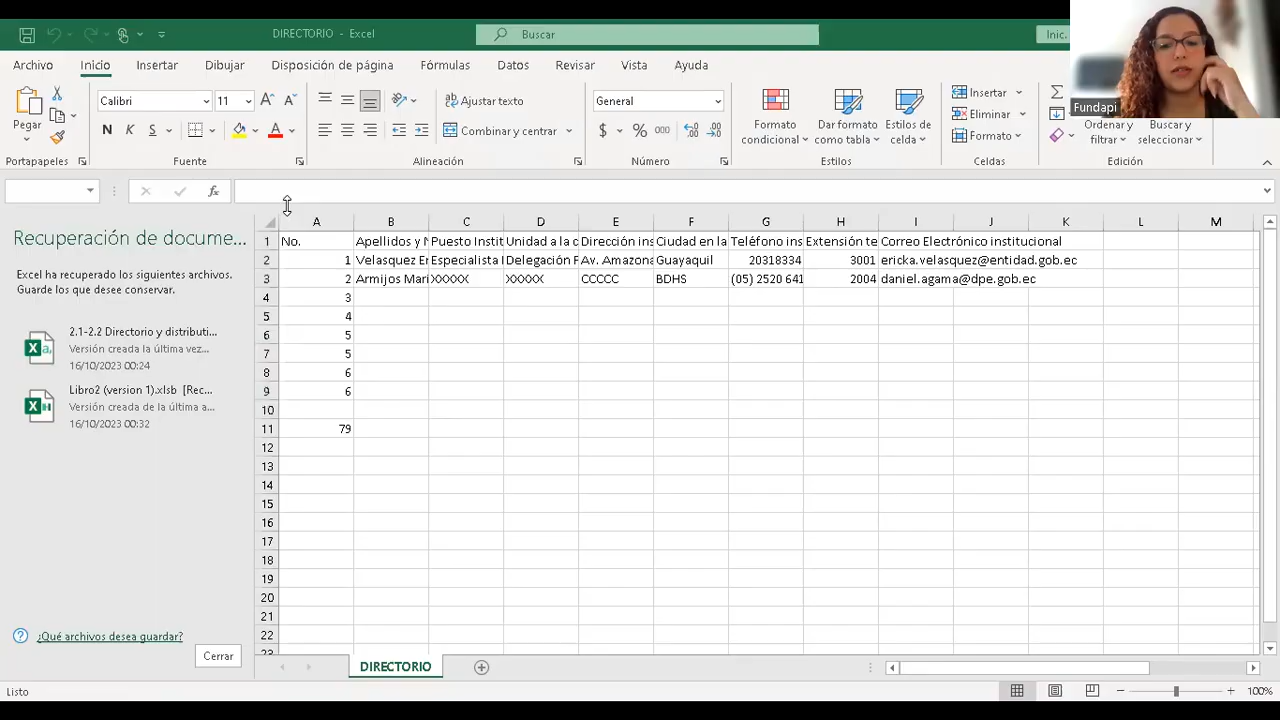 DIRECTORIO - Excel
Buscar
Inic.
Archivo Inicio Insertar Dibujar Disposición de página Fórmulas Datos Revisar Vista Ayuda
Fundapi
Pegar
Calibri 11
Ajustar texto
General
Formato condicional
Dar formato como tabla
Estilos de celda
Insertar
Eliminar
Formato
Ordenar y filtrar
Buscar y seleccionar
N K S
Combinar y centrar
$ % 000
Portapapeles Fuente Alineación Número Estilos Celdas Edición
fx
A B C D E F G H I J K L M
Recuperación de docume...
Excel ha recuperado los siguientes archivos.
Guarde los que desee conservar.
2.1-2.2 Directorio y distributi...
Versión creada la última vez...
16/10/2023 00:24
Libro2 (version 1).xlsb [Rec...
Versión creada de la última a...
16/10/2023 00:32
¿Qué archivos desea guardar?
Cerrar
1 No. Apellidos y Puesto Instit Unidad a la Dirección ins Ciudad en la Teléfono ins Extensión te Correo Electrónico institucional
2 1 Velasquez Er Especialista Delegación Av. Amazona Guayaquil 20318334 3001 ericka.velasquez@entidad.gob.ec
3 2 Armijos Mari XXXXX XXXXX CCCCC BDHS (05) 2520 641 2004 daniel.agama@dpe.gob.ec
4 3
5 4
6 5
7 5
8 6
9 6
10
11 79
12
13
14
15
16
17
18
19
20
21
22
23
DIRECTORIO
Listo
100%